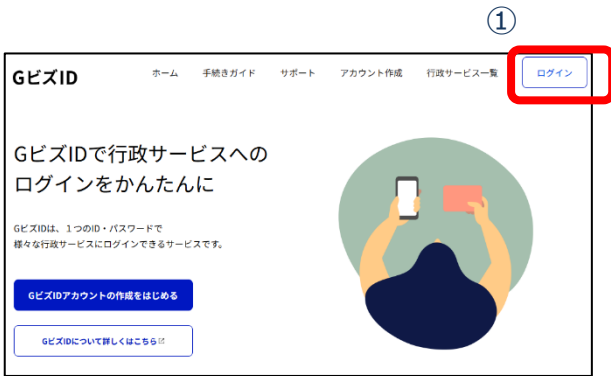 ①
GビズID
ホーム 手続きガイド サポート アカウント作成 行政サービス一覧 ログイン
GビズIDで行政サービスへの
ログインをかんたんに
GビズIDは、１つのID・パスワードで
様々な行政サービスにログインできるサービスです。
GビズIDアカウントの作成をはじめる
GビズIDについて詳しくはこちら